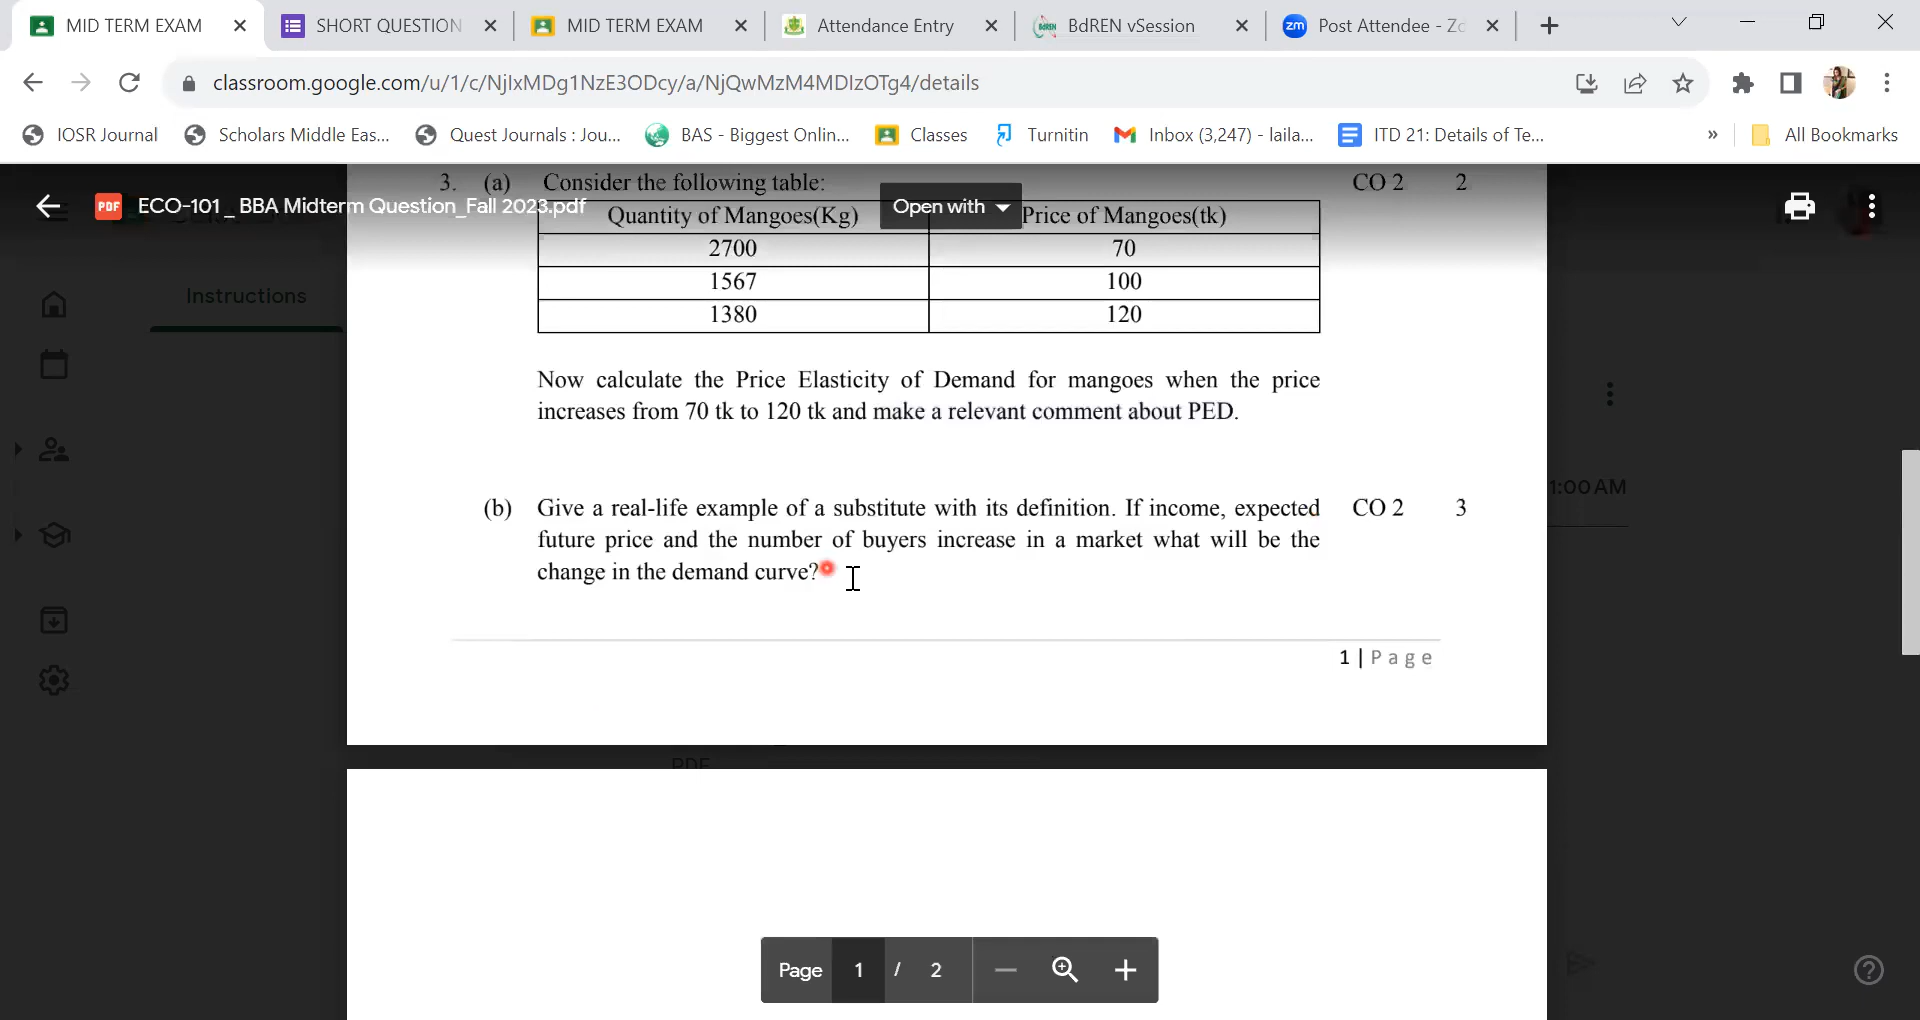 MID TERM EXAM
SHORT QUESTION
MID TERM EXAM
Attendance Entry
BdREN vSession
zm Post Attendee - Zo
classroom.google.com/u/1/c/NjIxMDg1NzE3ODcy/a/NjQwMzM4MDIzOTg4/details
IOSR Journal
Scholars Middle Eas...
Quest Journals : Jou...
BAS - Biggest Onlin...
Classes
Turnitin
Inbox (3,247) - laila...
ITD 21: Details of Te...
»
All Bookmarks
3. (a) Consider the following table: CO 2 2
PDF ECO-101 _ BBA Midterm Question_Fall 2023.pdf
Open with
Quantity of Mangoes(Kg) Price of Mangoes(tk)
2700 70
1567 100
1380 120
Instructions
Now calculate the Price Elasticity of Demand for mangoes when the price
increases from 70 tk to 120 tk and make a relevant comment about PED.
1:00 AM
(b) Give a real-life example of a substitute with its definition. If income, expected CO 2 3
future price and the number of buyers increase in a market what will be the
change in the demand curve?
1 | Page
PDF
Page 1 / 2